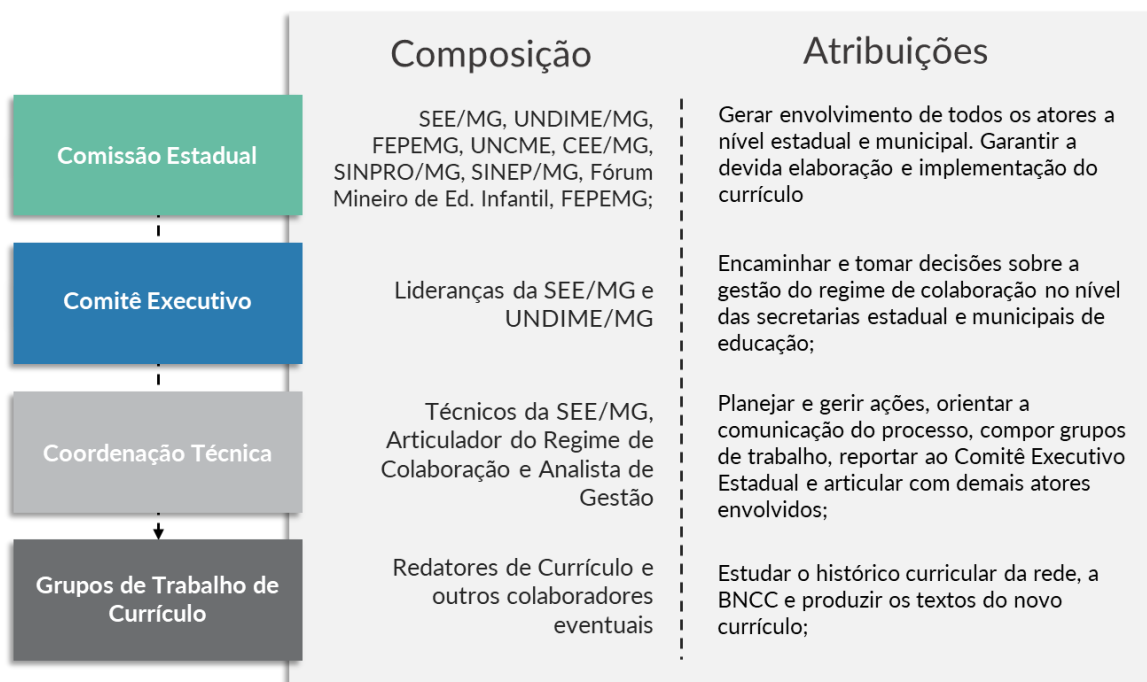 Composição
Atribuições
Comissão Estadual
SEE/MG, UNDIME/MG,
FEPEMG, UNCME, CEE/MG,
SINPRO/MG, SINEP/MG, Fórum
Mineiro de Ed. Infantil, FEPEMG;
Gerar envolvimento de todos os atores a
nível estadual e municipal. Garantir a
devida elaboração e implementação do
currículo
Comitê Executivo
Lideranças da SEE/MG e
UNDIME/MG
Encaminhar e tomar decisões sobre a
gestão do regime de colaboração no nível
das secretarias estadual e municipais de
educação;
Coordenação Técnica
Técnicos da SEE/MG,
Articulador do Regime de
Colaboração e Analista de
Gestão
Planejar e gerir ações, orientar a
comunicação do processo, compor grupos
de trabalho, reportar ao Comitê Executivo
Estadual e articular com demais atores
envolvidos;
Grupos de Trabalho de
Currículo
Redatores de Currículo e
outros colaboradores
eventuais
Estudar o histórico curricular da rede, a
BNCC e produzir os textos do novo
currículo;